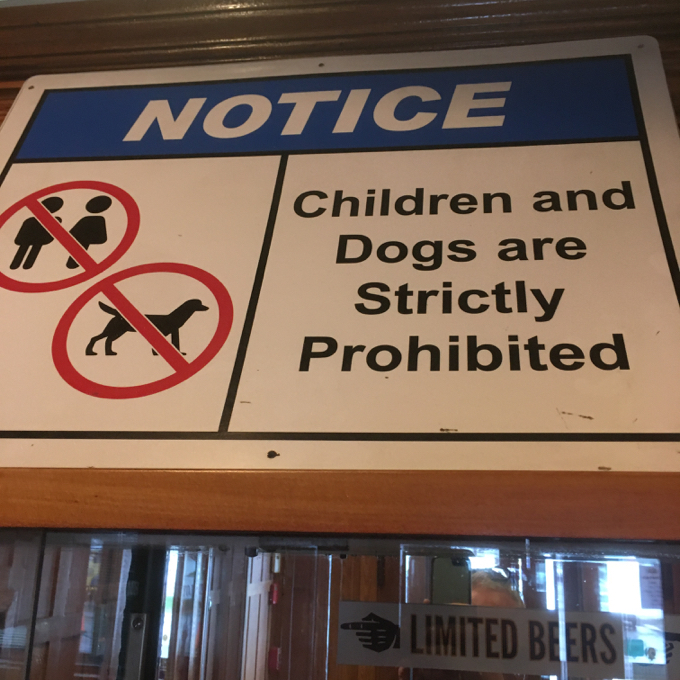 NOTICE
Children and
Dogs are
Strictly
Prohibited
LIMITED BEERS